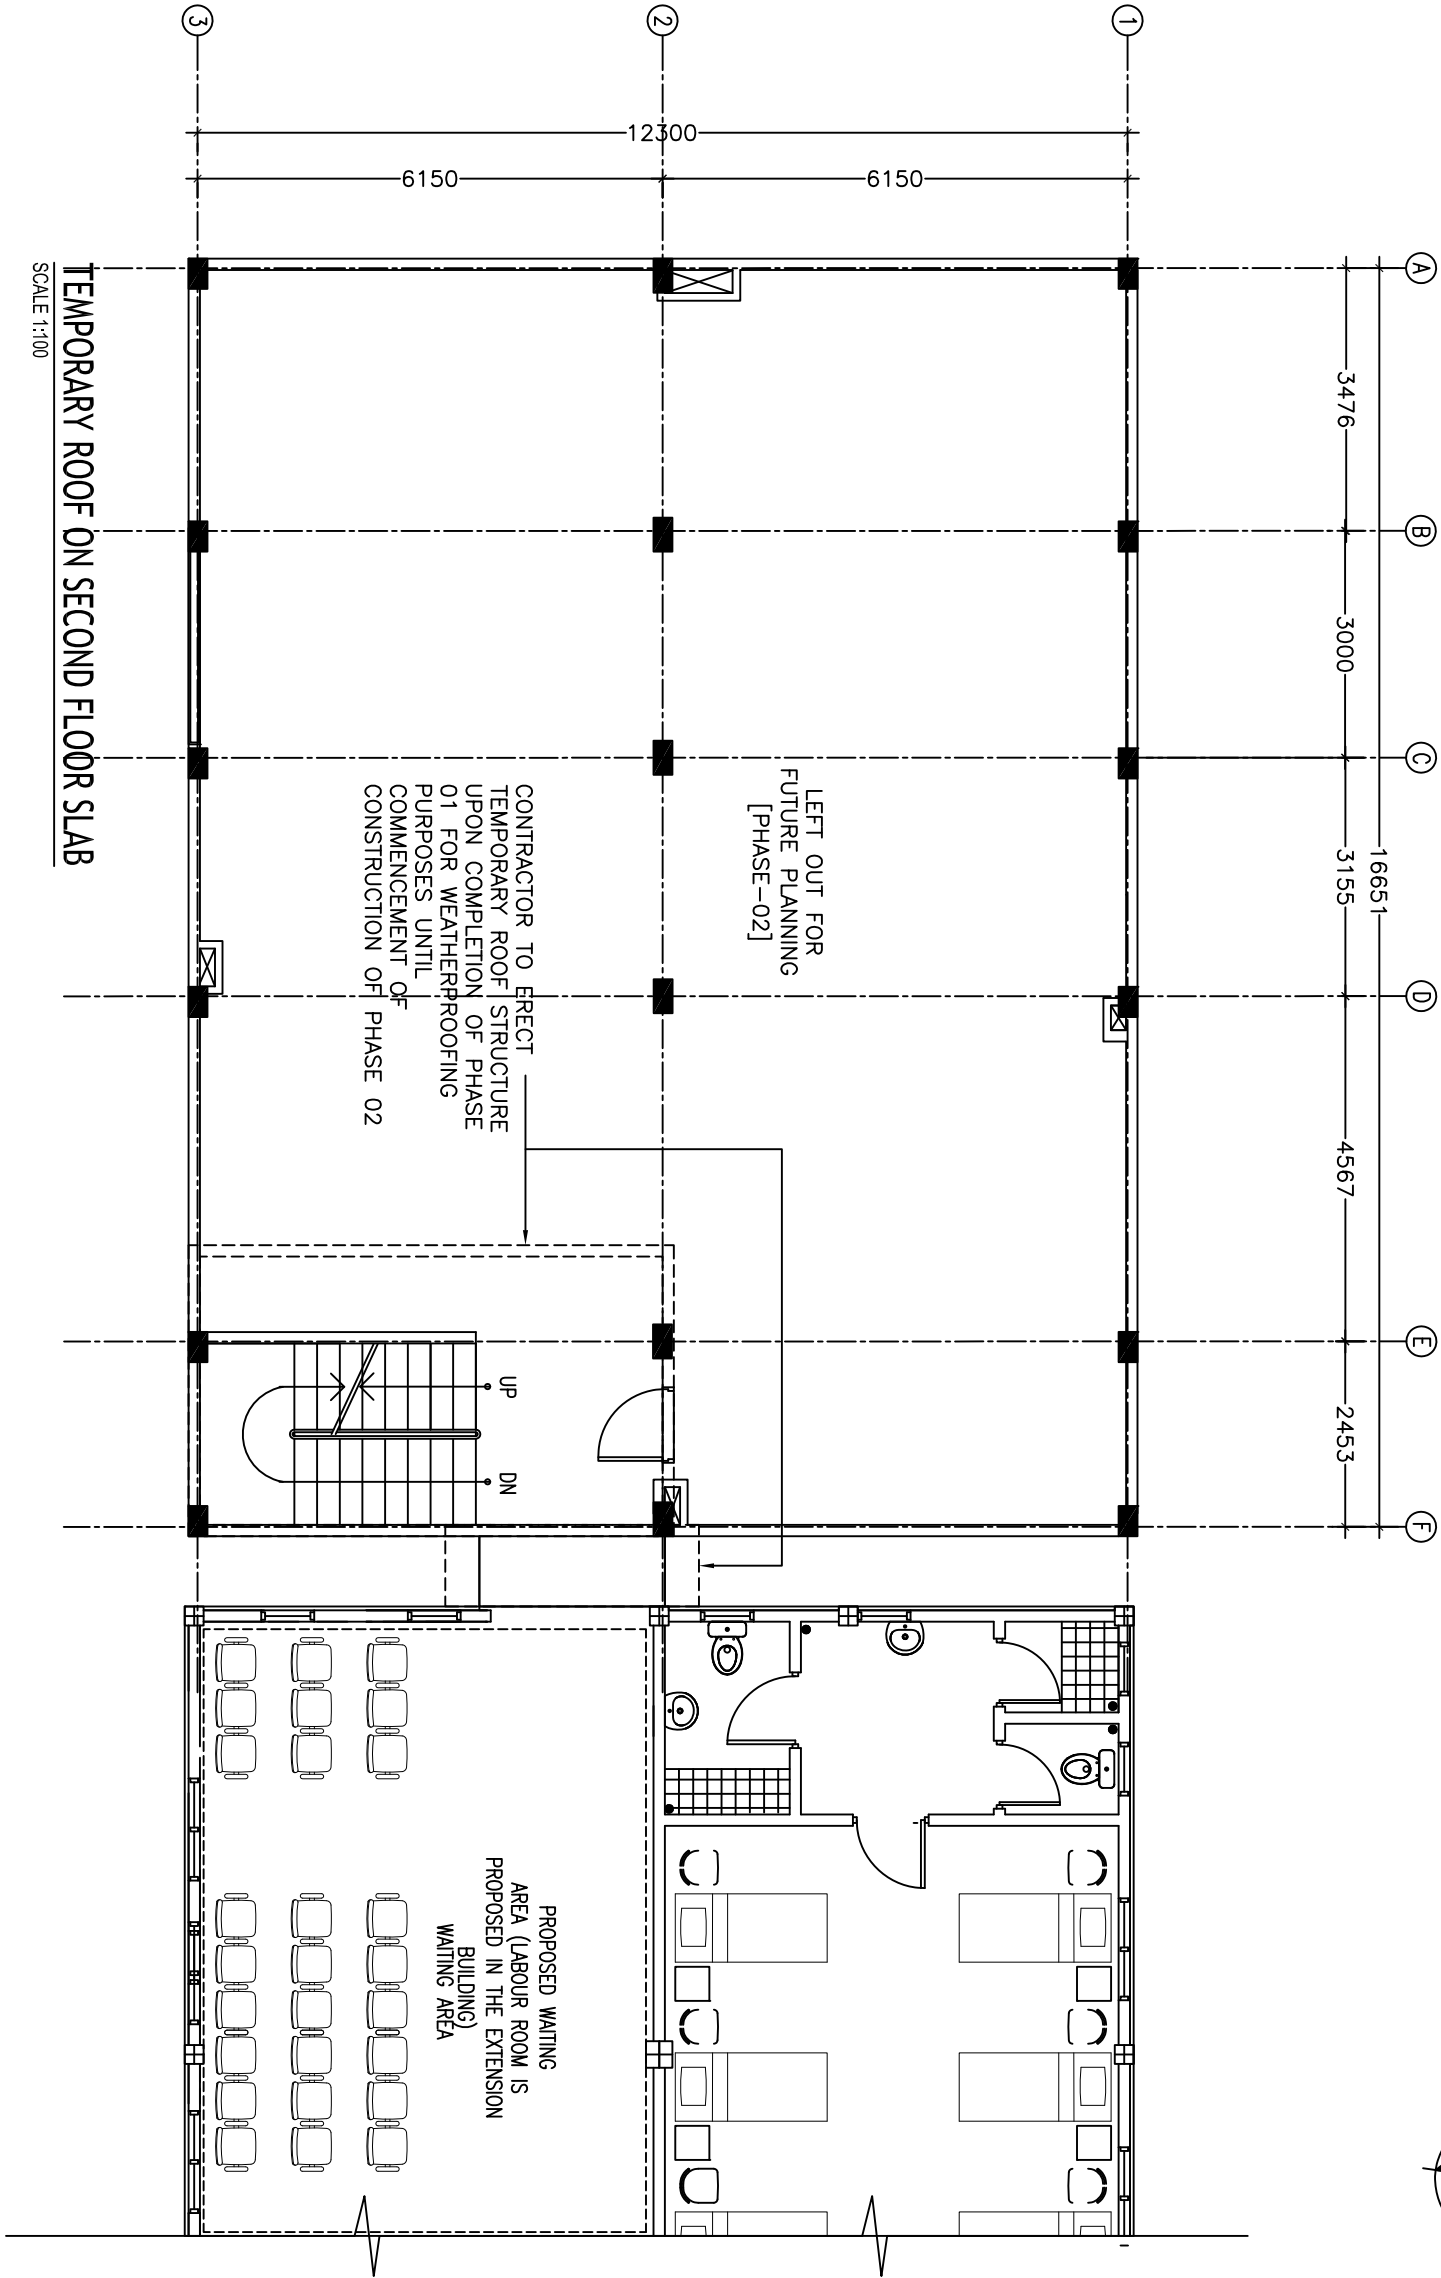 A
B
C
D
E
F
16651
3476
3000
3155
4567
2453
1
2
3
12300
6150
6150
LEFT OUT FOR
FUTURE PLANNING
[PHASE-02]
CONTRACTOR TO ERECT
TEMPORARY ROOF STRUCTURE
UPON COMPLETION OF PHASE
01 FOR WEATHERPROOFING
PURPOSES UNTIL
COMMENCEMENT OF
CONSTRUCTION OF PHASE 02
UP
DN
PROPOSED WAITING
AREA (LABOUR ROOM IS
PROPOSED IN THE EXTENSION
BUILDING)
WAITING AREA
TEMPORARY ROOF ON SECOND FLOOR SLAB
SCALE 1:100